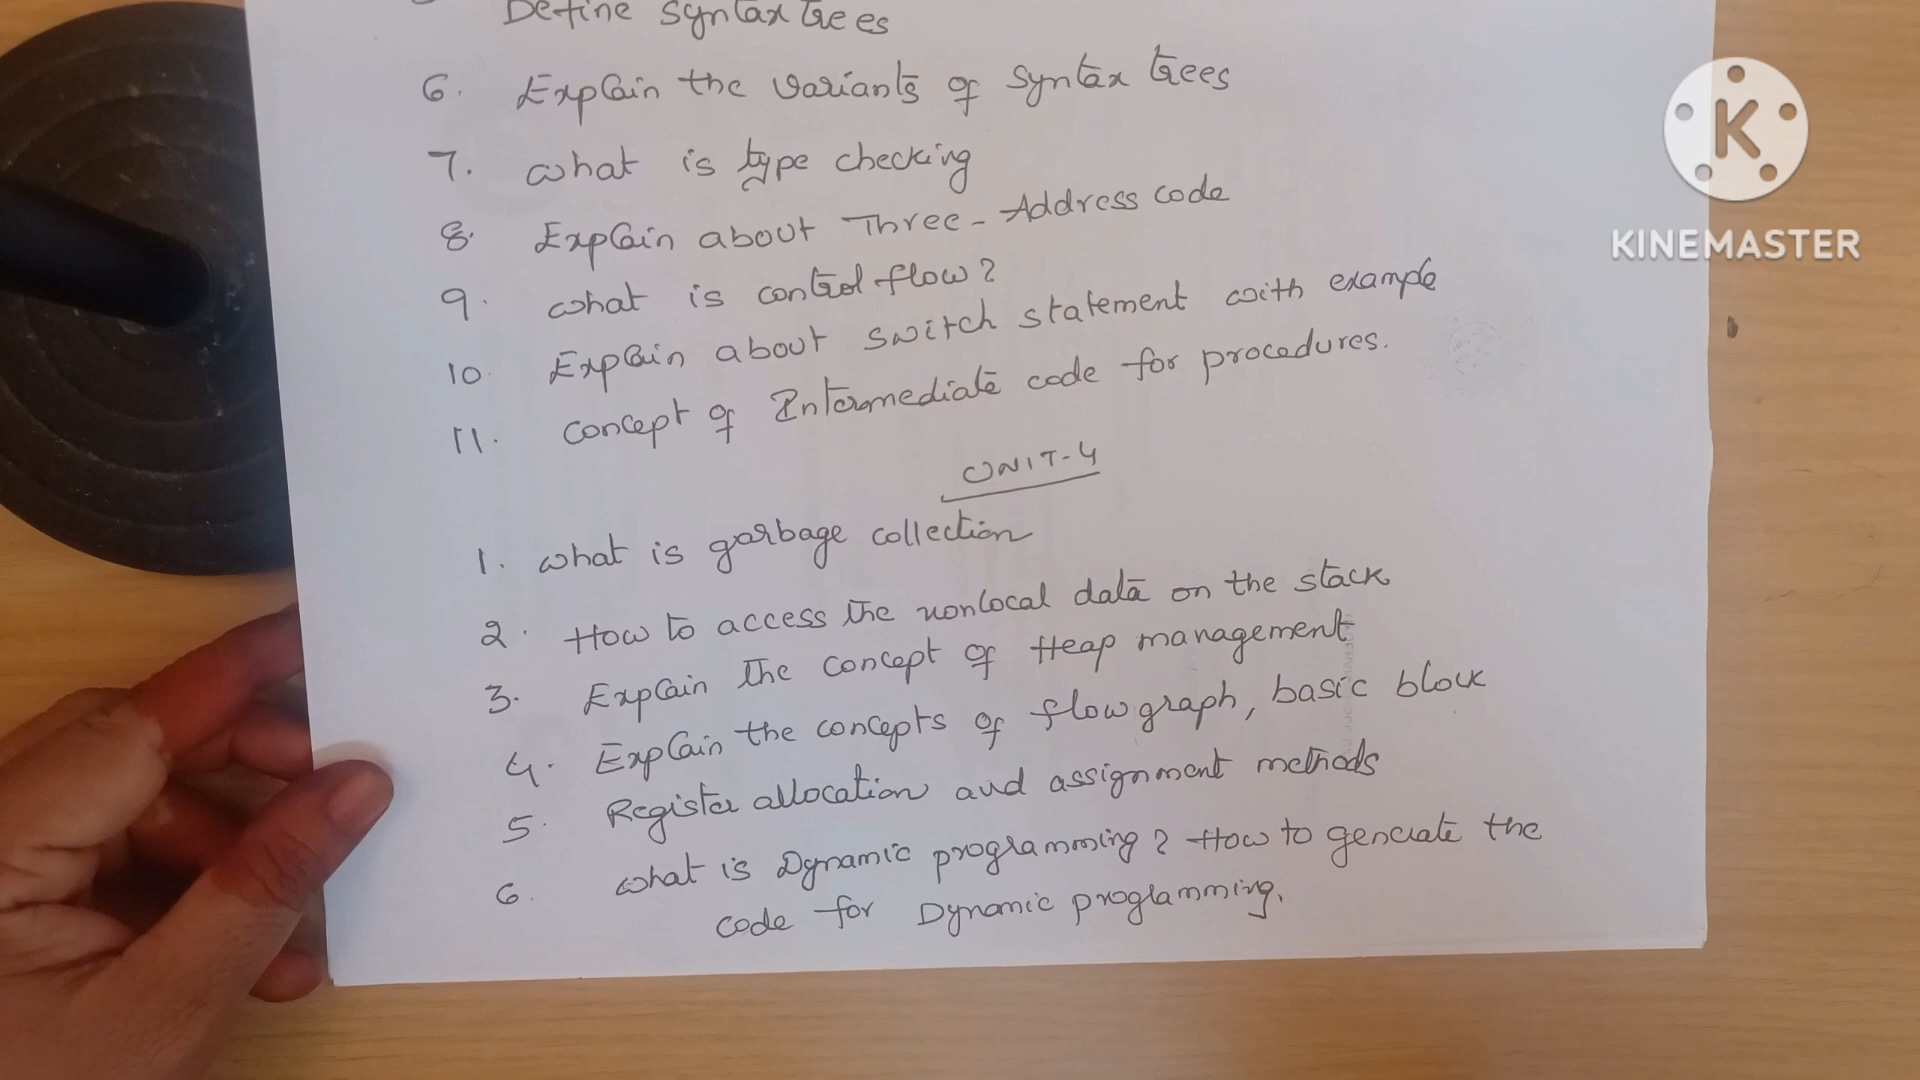 Define Syntax trees
6. Explain the variants of syntax trees
7. what is type checking
8. Explain about Three-Address code
9. what is control flow?
10. Explain about switch statement with example
11. concept of Intermediate code for procedures.
UNIT-4
1. what is garbage collection
2. How to access the nonlocal data on the stack
3. Explain the concept of Heap management
4. Explain the concepts of flow graph, basic block
5. Register allocation and assignment methods
6. what is Dynamic programming? How to generate the
code for Dynamic programming.
K
KINEMASTER